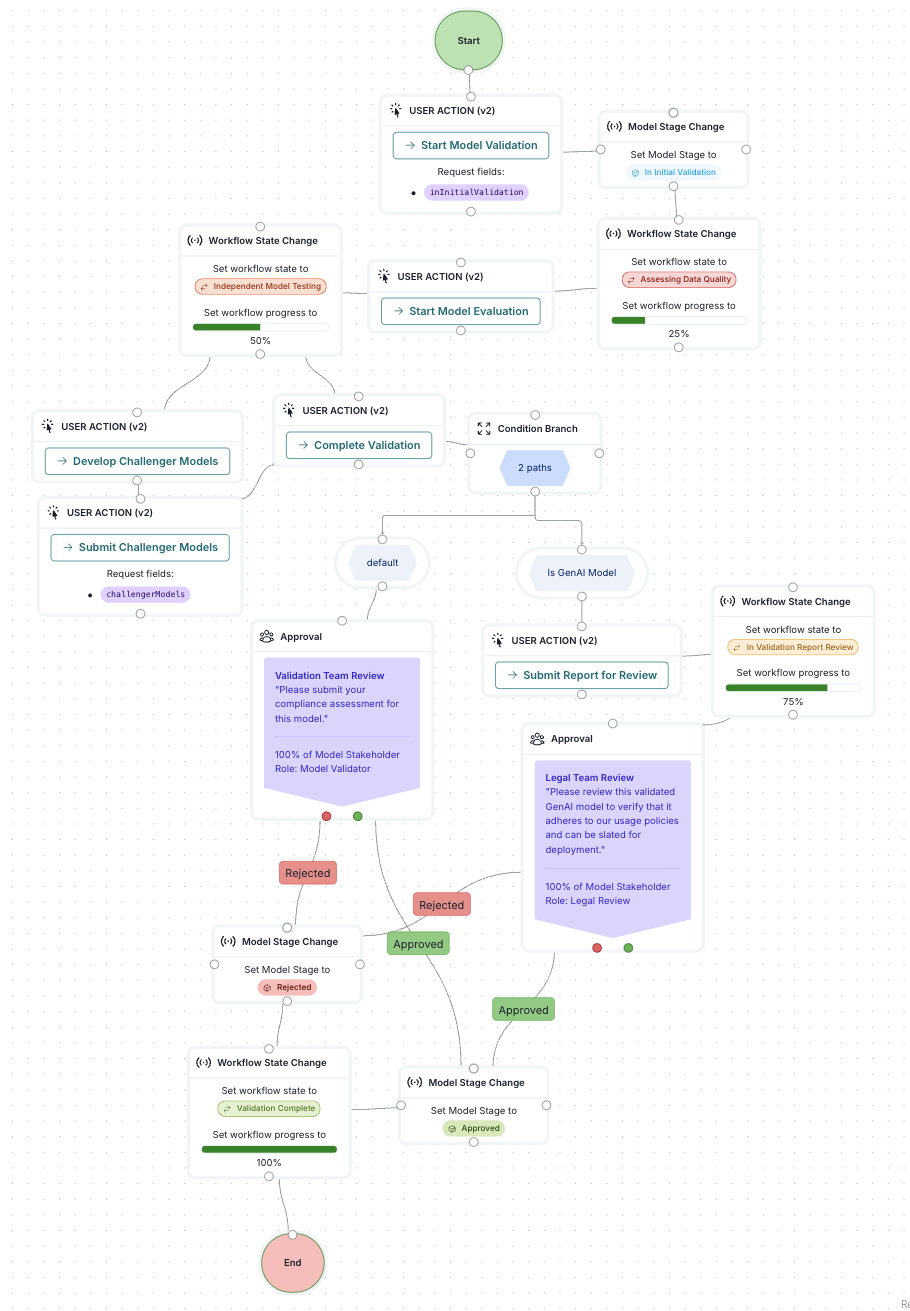 Start
USER ACTION (v2)
Start Model Validation
Request fields:
inInitialValidation
Model Stage Change
Set Model Stage to
In Initial Validation
Workflow State Change
Set workflow state to
Assessing Data Quality
Set workflow progress to
25%
USER ACTION (v2)
Start Model Evaluation
Workflow State Change
Set workflow state to
Independent Model Testing
Set workflow progress to
50%
USER ACTION (v2)
Develop Challenger Models
USER ACTION (v2)
Submit Challenger Models
Request fields:
challengerModels
USER ACTION (v2)
Complete Validation
Condition Branch
2 paths
default
Is GenAI Model
USER ACTION (v2)
Submit Report for Review
Workflow State Change
Set workflow state to
In Validation Report Review
Set workflow progress to
75%
Approval
Validation Team Review
"Please submit your
compliance assessment for
this model."
100% of Model Stakeholder
Role: Model Validator
Approval
Legal Team Review
"Please review this validated
GenAI model to verify that it
adheres to our usage policies
and can be slated for
deployment."
100% of Model Stakeholder
Role: Legal Review
Rejected
Rejected
Approved
Approved
Model Stage Change
Set Model Stage to
Rejected
Workflow State Change
Set workflow state to
Validation Complete
Set workflow progress to
100%
Model Stage Change
Set Model Stage to
Approved
End